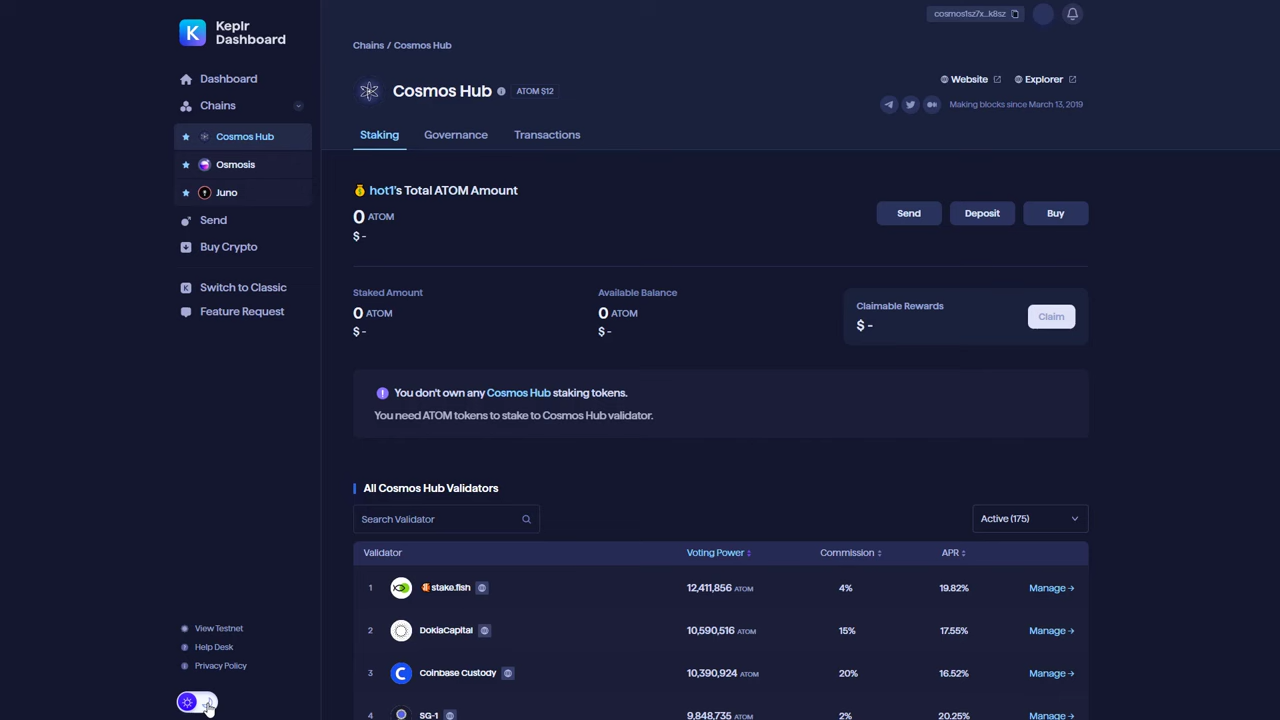 Keplr
Dashboard
Dashboard
Chains
Cosmos Hub
Osmosis
Juno
Send
Buy Crypto
Switch to Classic
Feature Request
View Testnet
Help Desk
Privacy Policy
cosmos1sz7x...k8sz
Chains / Cosmos Hub
Cosmos Hub ATOM $12
Website Explorer
Making blocks since March 13, 2019
Staking Governance Transactions
hot1's Total ATOM Amount
0 ATOM
$ -
Send Deposit Buy
Staked Amount Available Balance
0 ATOM 0 ATOM
$ - $ -
Claimable Rewards
$ -
Claim
You don't own any Cosmos Hub staking tokens.
You need ATOM tokens to stake to Cosmos Hub validator.
All Cosmos Hub Validators
Search Validator Active (175)
Validator Voting Power Commission APR
1 stake.fish 12,411,856 ATOM 4% 19.82% Manage
2 DokiaCapital 10,590,516 ATOM 15% 17.55% Manage
3 Coinbase Custody 10,390,924 ATOM 20% 16.52% Manage
4 SG-1 9,848,735 ATOM 2% 20.25% Manage